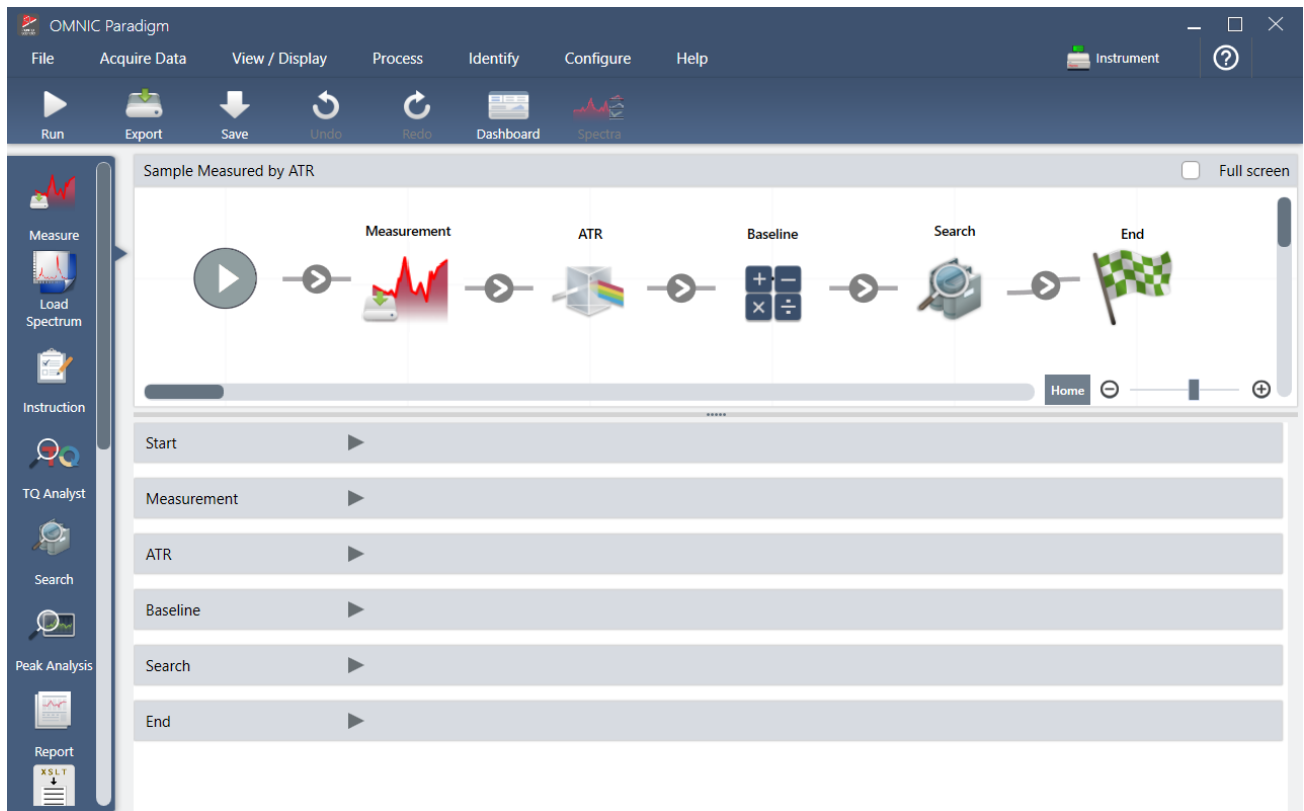 OMNIC Paradigm
File Acquire Data View / Display Process Identify Configure Help Instrument ?
Run Export Save Undo Redo Dashboard Spectra
Measure
Load
Spectrum
Instruction
TQ Analyst
Search
Peak Analysis
Report
XSLT
Sample Measured by ATR Full screen
Measurement ATR Baseline Search End
Home
Start
Measurement
ATR
Baseline
Search
End